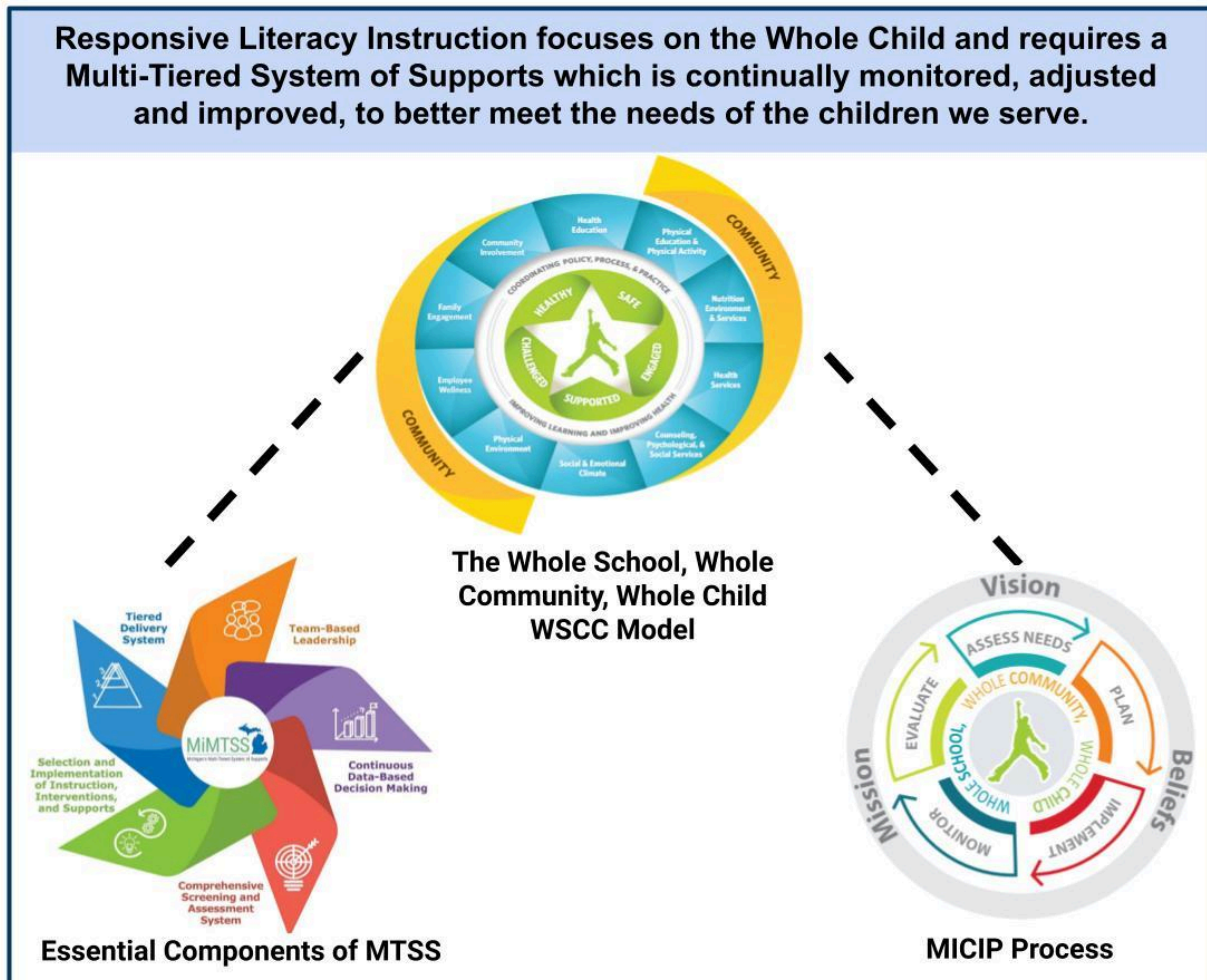 Responsive Literacy Instruction focuses on the Whole Child and requires a
Multi-Tiered System of Supports which is continually monitored, adjusted
and improved, to better meet the needs of the children we serve.
COMMUNITY
Health
Education
Physical
Education &
Physical Activity
Nutrition
Environment
& Services
Health
Services
Counseling,
Psychological, &
Social Services
Social & Emotional
Climate
Physical
Environment
Employee
Wellness
Family
Engagement
Community
Involvement
COORDINATING POLICY, PROCESS, & PRACTICE
IMPROVING LEARNING AND IMPROVING HEALTH
HEALTHY
SAFE
ENGAGED
SUPPORTED
CHALLENGED
COMMUNITY
The Whole School, Whole
Community, Whole Child
WSCC Model
Tiered
Delivery
System
Team-Based
Leadership
Continuous
Data-Based
Decision Making
Comprehensive
Screening and
Assessment
System
Selection and
Implementation
of Instruction,
Interventions,
and Supports
MiMTSS
Michigan's Multi-Tiered System of Supports
Essential Components of MTSS
Vision
Beliefs
Mission
ASSESS NEEDS
PLAN
IMPLEMENT
MONITOR
EVALUATE
WHOLE SCHOOL,
WHOLE COMMUNITY,
WHOLE CHILD
MICIP Process